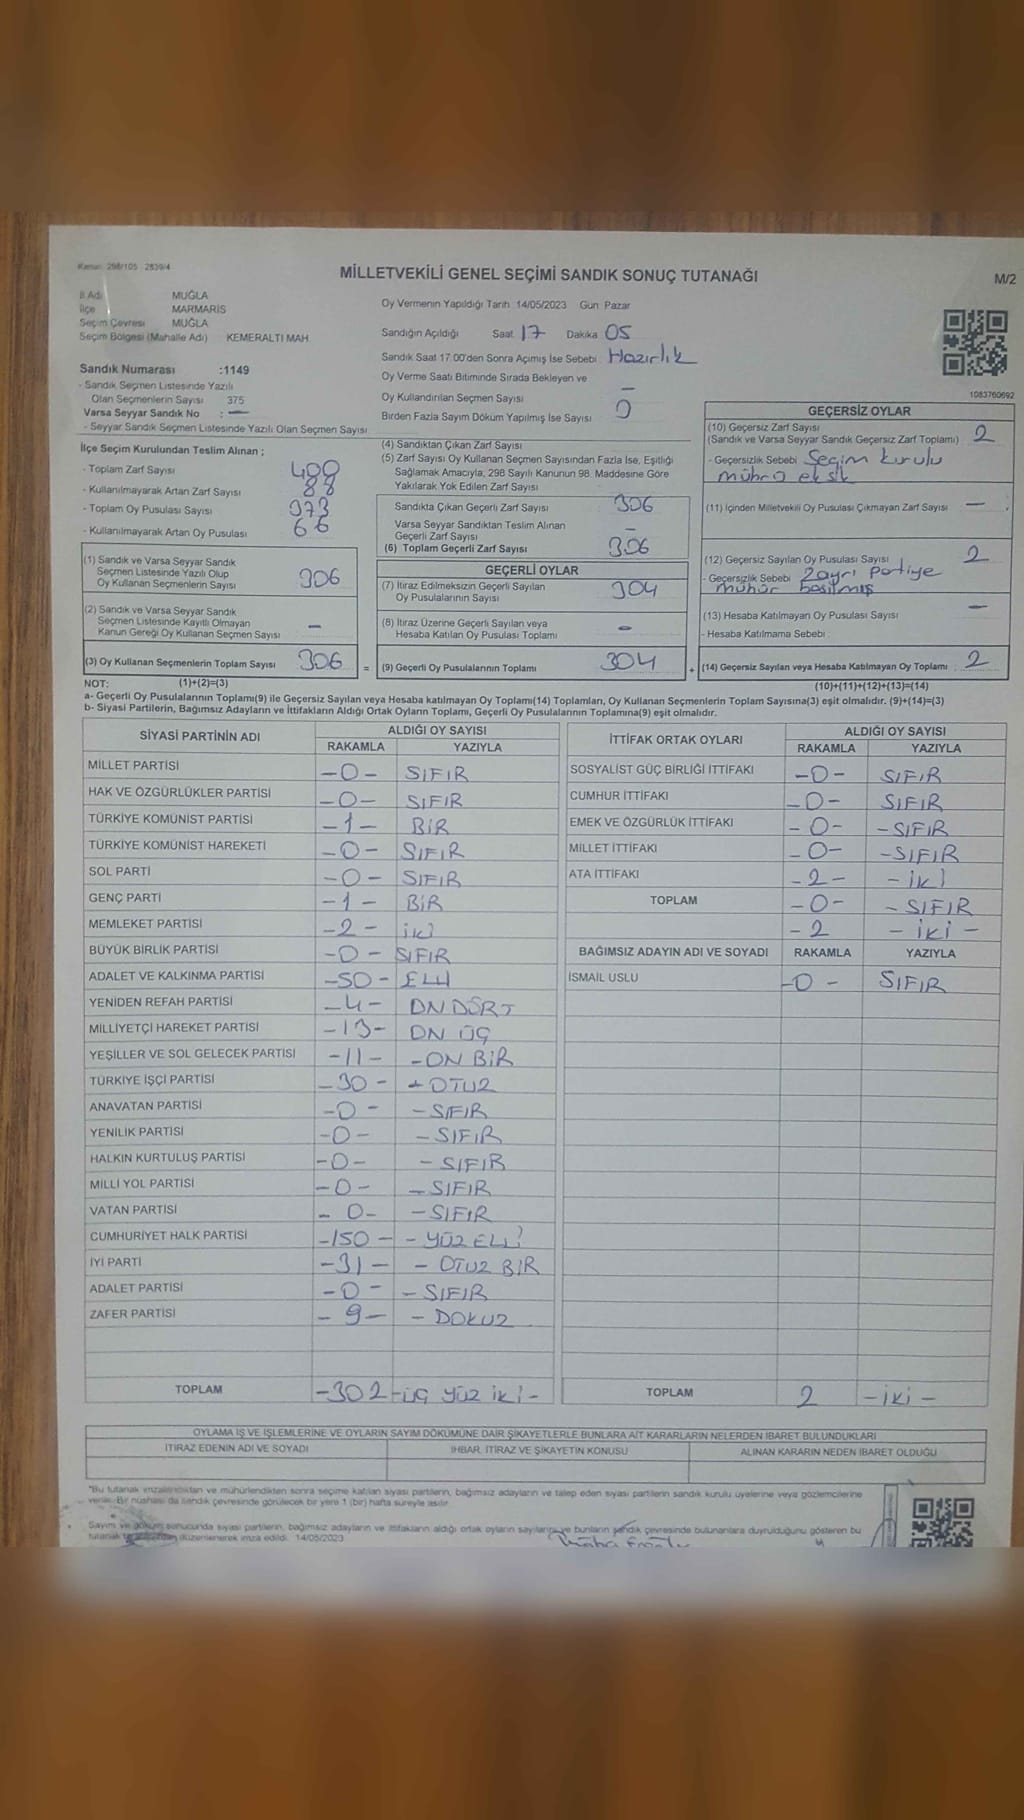 Kanun: 298/105 2839/4
MİLLETVEKİLİ GENEL SEÇİMİ SANDIK SONUÇ TUTANAĞI
M/2
İl Adı MUĞLA
İlçe MARMARİS
Seçim Çevresi MUĞLA
Seçim Bölgesi (Mahalle Adı) KEMERALTI MAH
Oy Vermenin Yapıldığı Tarih: 14/05/2023 Gün: Pazar
Sandığın Açıldığı Saat 17 Dakika 05
Sandık Saat 17.00'den Sonra Açmış İse Sebebi Hazırlık
Oy Verme Saati Bitiminde Sırada Bekleyen ve
Oy Kullandırılan Seçmen Sayısı –
Birden Fazla Sayım Döküm Yapılmış İse Sayısı 0
1083760692
Sandık Numarası :1149
- Sandık Seçmen Listesinde Yazılı
Olan Seçmenlerin Sayısı 375
Varsa Seyyar Sandık No : –
- Seyyar Sandık Seçmen Listesinde Yazılı Olan Seçmen Sayısı
İlçe Seçim Kurulundan Teslim Alınan ;
- Toplam Zarf Sayısı 400
- Kullanılmayarak Artan Zarf Sayısı 88
- Toplam Oy Pusulası Sayısı 373
- Kullanılmayarak Artan Oy Pusulası 66
(1) Sandık ve Varsa Seyyar Sandık
Seçmen Listesinde Yazılı Olup
Oy Kullanan Seçmenlerin Sayısı 306
(2) Sandık ve Varsa Seyyar Sandık
Seçmen Listesinde Kayıtlı Olmayan
Kanun Gereği Oy Kullanan Seçmen Sayısı –
(3) Oy Kullanan Seçmenlerin Toplam Sayısı 306 =
(4) Sandıktan Çıkan Zarf Sayısı
(5) Zarf Sayısı Oy Kullanan Seçmen Sayısından Fazla İse, Eşitliği
Sağlamak Amacıyla, 298 Sayılı Kanunun 98. Maddesine Göre
Yakılarak Yok Edilen Zarf Sayısı
Sandıkta Çıkan Geçerli Zarf Sayısı 306
Varsa Seyyar Sandıktan Teslim Alınan
Geçerli Zarf Sayısı –
(6) Toplam Geçerli Zarf Sayısı 306
GEÇERLİ OYLAR
(7) İtiraz Edilmeksizin Geçerli Sayılan
Oy Pusulalarının Sayısı 304
(8) İtiraz Üzerine Geçerli Sayılan veya
Hesaba Katılan Oy Pusulası Toplamı –
(9) Geçerli Oy Pusulalarının Toplamı 304 +
GEÇERSİZ OYLAR
(10) Geçersiz Zarf Sayısı
(Sandık ve Varsa Seyyar Sandık Geçersiz Zarf Toplamı) 2
- Geçersizlik Sebebi Seçim Kurulu
mührü eksik
(11) İçinden Milletvekili Oy Pusulası Çıkmayan Zarf Sayısı –
(12) Geçersiz Sayılan Oy Pusulası Sayısı 2
- Geçersizlik Sebebi 2 ayrı partiye
mühür basılmış
(13) Hesaba Katılmayan Oy Pusulası Sayısı –
- Hesaba Katılmama Sebebi
(14) Geçersiz Sayılan veya Hesaba Katılmayan Oy Toplamı : 2
NOT: (1)+(2)=(3) (10)+(11)+(12)+(13)=(14)
a- Geçerli Oy Pusulalarının Toplamı(9) ile Geçersiz Sayılan veya Hesaba katılmayan Oy Toplamı(14) Toplamları, Oy Kullanan Seçmenlerin Toplam Sayısına(3) eşit olmalıdır. (9)+(14)=(3)
b- Siyasi Partilerin, Bağımsız Adayların ve İttifakların Aldığı Ortak Oyların Toplamı, Geçerli Oy Pusulalarının Toplamına(9) eşit olmalıdır.
SİYASİ PARTİNİN ADI ALDIĞI OY SAYISI
RAKAMLA YAZIYLA
MİLLET PARTİSİ -0- SIFIR
HAK VE ÖZGÜRLÜKLER PARTİSİ -0- SIFIR
TÜRKİYE KOMÜNİST PARTİSİ -1- BİR
TÜRKİYE KOMÜNİST HAREKETİ -0- SIFIR
SOL PARTİ -0- SIFIR
GENÇ PARTİ -1- BİR
MEMLEKET PARTİSİ -2- İKİ
BÜYÜK BİRLİK PARTİSİ -0- SIFIR
ADALET VE KALKINMA PARTİSİ -50- ELLİ
YENİDEN REFAH PARTİSİ -4- ON DÖRT
MİLLİYETÇİ HAREKET PARTİSİ -13- ON ÜÇ
YEŞİLLER VE SOL GELECEK PARTİSİ -11- -ON BİR
TÜRKİYE İŞÇİ PARTİSİ -30- OTUZ
ANAVATAN PARTİSİ -0- -SIFIR
YENİLİK PARTİSİ -0- -SIFIR
HALKIN KURTULUŞ PARTİSİ -0- -SIFIR
MİLLİ YOL PARTİSİ -0- -SIFIR
VATAN PARTİSİ -0- -SIFIR
CUMHURİYET HALK PARTİSİ -150- -YÜZ ELLİ
İYİ PARTİ -31- -OTUZ BİR
ADALET PARTİSİ -0- -SIFIR
ZAFER PARTİSİ -9- -DOKUZ
TOPLAM -302-ÜÇ YÜZ İKİ-
İTTİFAK ORTAK OYLARI ALDIĞI OY SAYISI
RAKAMLA YAZIYLA
SOSYALİST GÜÇ BİRLİĞİ İTTİFAKI -0- SIFIR
CUMHUR İTTİFAKI -0- SIFIR
EMEK VE ÖZGÜRLÜK İTTİFAKI -0- -SIFIR
MİLLET İTTİFAKI -0- -SIFIR
ATA İTTİFAKI -2- -İKİ
TOPLAM -0- -SIFIR
-2 -İKİ-
BAĞIMSIZ ADAYIN ADI VE SOYADI RAKAMLA YAZIYLA
İSMAİL USLU -0- SIFIR
TOPLAM 2 -İKİ-
OYLAMA İŞ VE İŞLEMLERİNE VE OYLARIN SAYIM DÖKÜMÜNE DAİR ŞİKAYETLERLE BUNLARA AİT KARARLARIN NELERDEN İBARET BULUNDUKLARI
İTİRAZ EDENİN ADI VE SOYADI İHBAR, İTİRAZ VE ŞİKAYETİN KONUSU ALINAN KARARIN NEDEN İBARET OLDUĞU
"Bu tutanak imzalandıktan ve mühürlendikten sonra seçime katılan siyasi partilerin, bağımsız adayların ve talep eden siyasi partilerin sandık kurulu üyelerine veya gözlemcilerine
verilir. Bir nüshası da sandık çevresinde görülecek bir yere 1 (bir) hafta süreyle asılır.
Sayım ve döküm sonucunda siyasi partilerin, bağımsız adayların ve ittifakların aldığı ortak oyların sayılarını ve bunların sandık çevresinde bulunanlara duyrulduğunu gösteren bu
tutanak düzenlenerek imza edildi. 14/05/2023